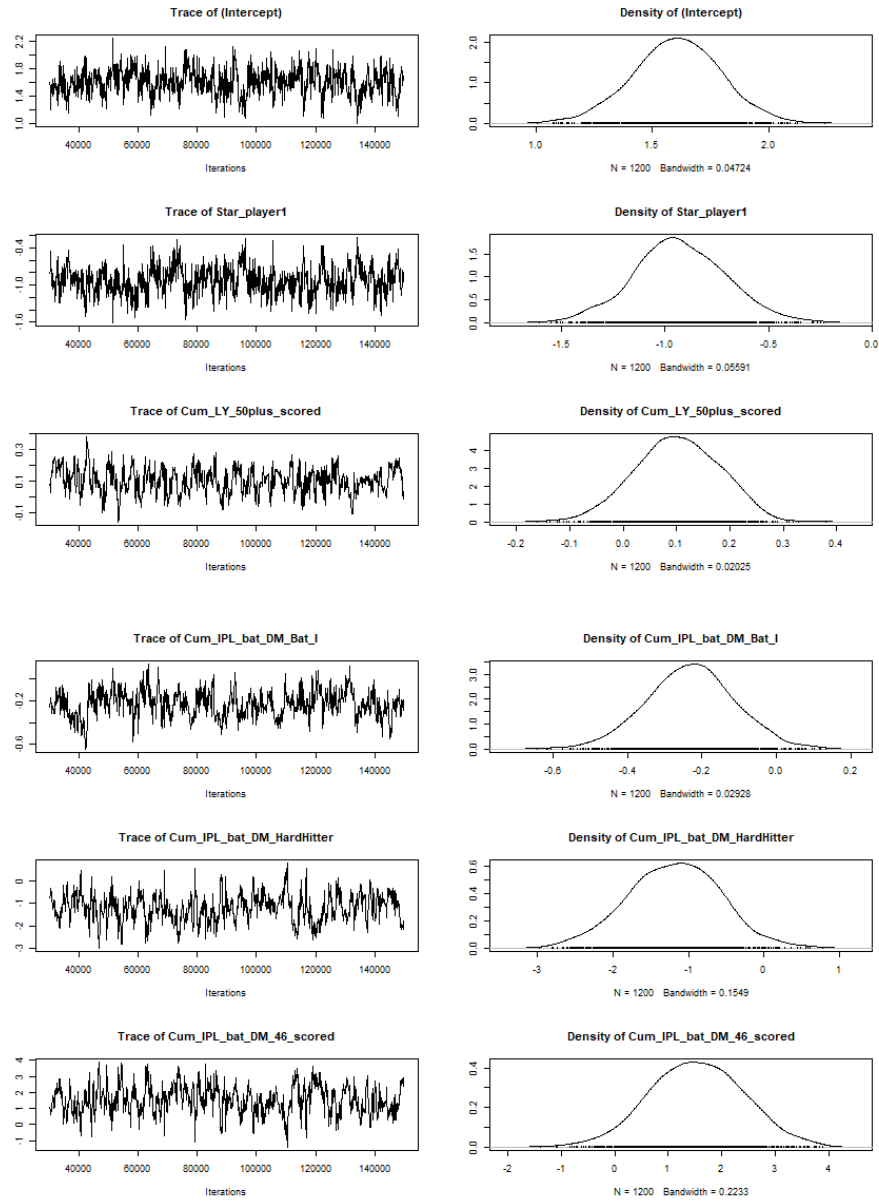 Trace of (Intercept)
Density of (Intercept)
1.0 1.4 1.8 2.2
0.0 1.0 2.0
40000 60000 80000 100000 120000 140000
1.0 1.5 2.0
Iterations
N = 1200 Bandwidth = 0.04724
Trace of Star_player1
Density of Star_player1
-1.6 -1.0 -0.4
0.0 0.5 1.0 1.5
40000 60000 80000 100000 120000 140000
-1.5 -1.0 -0.5 0.0
Iterations
N = 1200 Bandwidth = 0.05591
Trace of Cum_LY_50plus_scored
Density of Cum_LY_50plus_scored
-0.1 0.1 0.3
0 1 2 3 4
40000 60000 80000 100000 120000 140000
-0.2 -0.1 0.0 0.1 0.2 0.3 0.4
Iterations
N = 1200 Bandwidth = 0.02025
Trace of Cum_IPL_bat_DM_Bat_I
Density of Cum_IPL_bat_DM_Bat_I
-0.6 -0.2
0.0 1.0 2.0 3.0
40000 60000 80000 100000 120000 140000
-0.6 -0.4 -0.2 0.0 0.2
Iterations
N = 1200 Bandwidth = 0.02928
Trace of Cum_IPL_bat_DM_HardHitter
Density of Cum_IPL_bat_DM_HardHitter
-3 -2 -1 0
0.0 0.2 0.4 0.6
40000 60000 80000 100000 120000 140000
-3 -2 -1 0 1
Iterations
N = 1200 Bandwidth = 0.1549
Trace of Cum_IPL_bat_DM_46_scored
Density of Cum_IPL_bat_DM_46_scored
-1 0 1 2 3 4
0.0 0.2 0.4
40000 60000 80000 100000 120000 140000
-2 -1 0 1 2 3 4
Iterations
N = 1200 Bandwidth = 0.2233